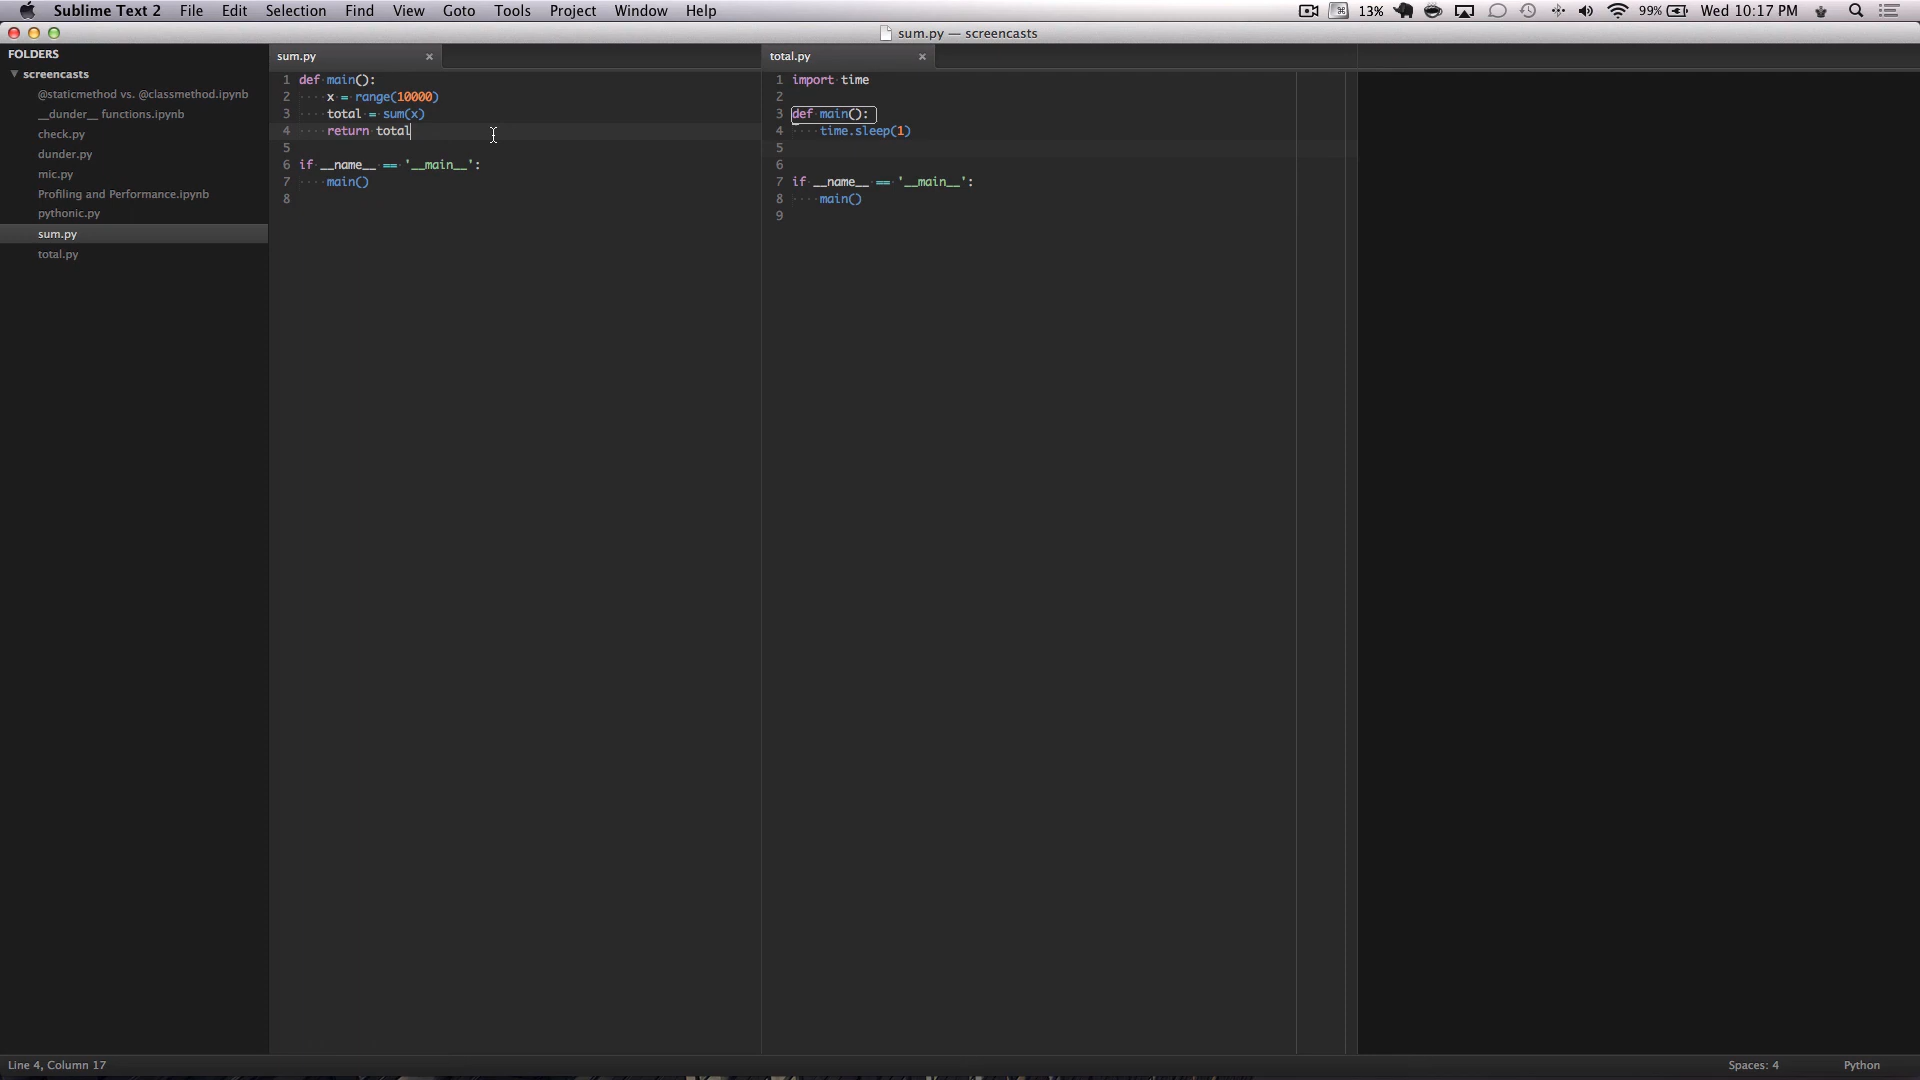 Sublime Text 2 File Edit Selection Find View Goto Tools Project Window Help 13% 99% Wed 10:17 PM
sum.py — screencasts
FOLDERS
screencasts
@staticmethod vs. @classmethod.ipynb
__dunder__ functions.ipynb
check.py
dunder.py
mic.py
Profiling and Performance.ipynb
pythonic.py
sum.py
total.py
sum.py ×
1 def main():
2 ····x = range(10000)
3 ····total = sum(x)
4 ····return total
5
6 if __name__ == '__main__':
7 ····main()
8
total.py ×
1 import time
2
3 def main():
4 ····time.sleep(1)
5
6
7 if __name__ == '__main__':
8 ····main()
9
Line 4, Column 17
Spaces: 4 Python